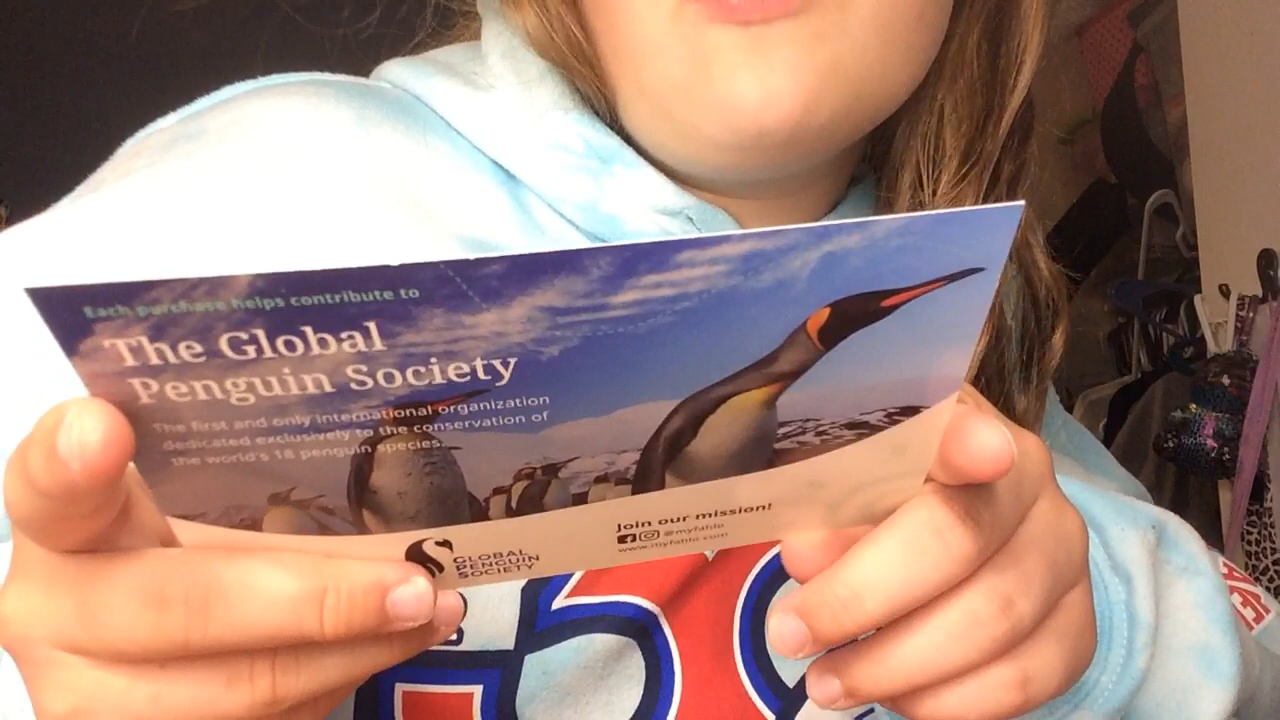 Each purchase helps contribute to
The Global
Penguin Society
The first and only international organization
dedicated exclusively to the conservation of
the world's 18 penguin species.
GLOBAL
PENGUIN
SOCIETY
Join our mission!
@myfahlo
www.myfahlo.com